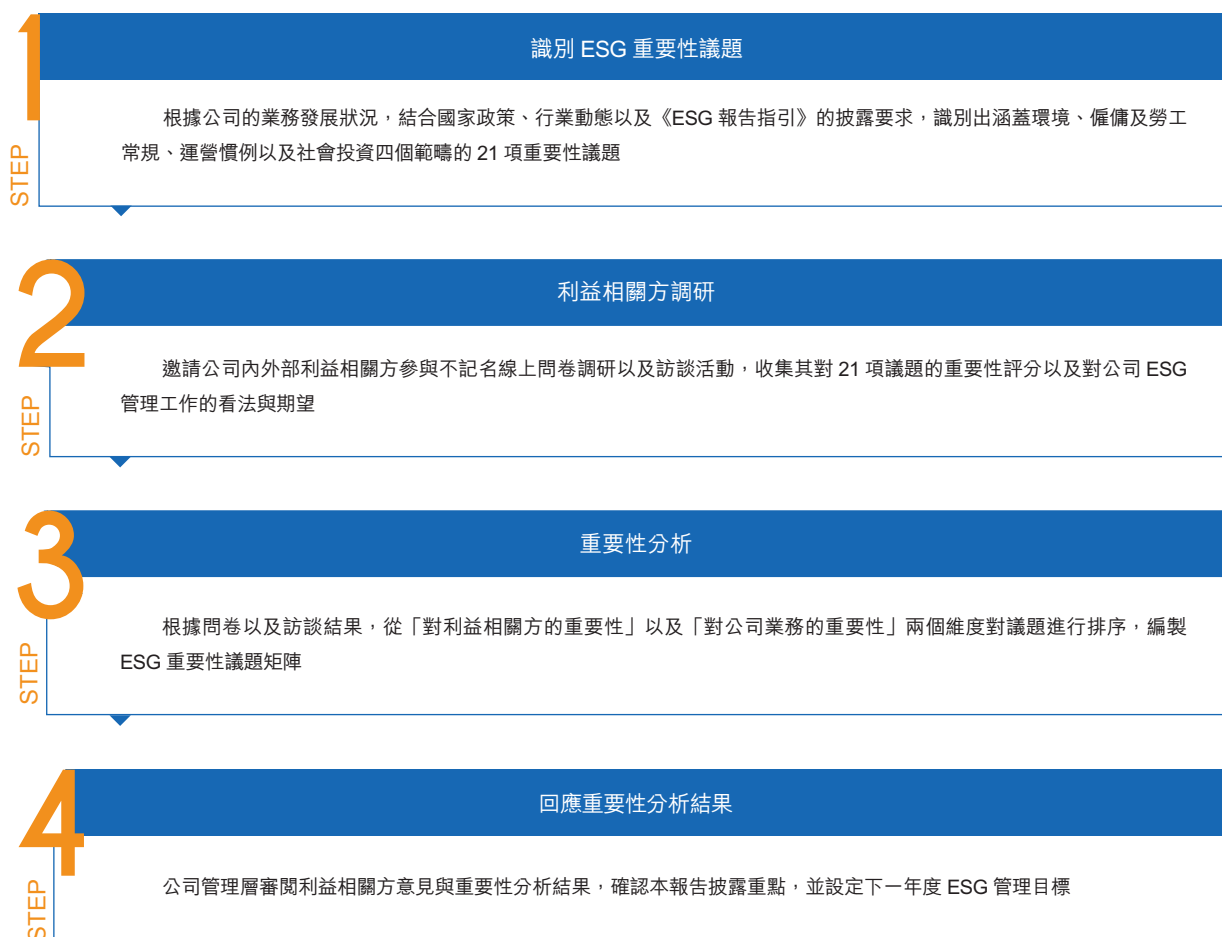 1
STEP
識別 ESG 重要性議題
根據公司的業務發展狀況，結合國家政策、行業動態以及《ESG 報告指引》的披露要求，識別出涵蓋環境、僱傭及勞工
常規、運營慣例以及社會投資四個範疇的 21 項重要性議題
2
STEP
利益相關方調研
邀請公司內外部利益相關方參與不記名線上問卷調研以及訪談活動，收集其對 21 項議題的重要性評分以及對公司 ESG
管理工作的看法與期望
3
STEP
重要性分析
根據問卷以及訪談結果，從「對利益相關方的重要性」以及「對公司業務的重要性」兩個維度對議題進行排序，編製
ESG 重要性議題矩陣
4
STEP
回應重要性分析結果
公司管理層審閱利益相關方意見與重要性分析結果，確認本報告披露重點，並設定下一年度 ESG 管理目標